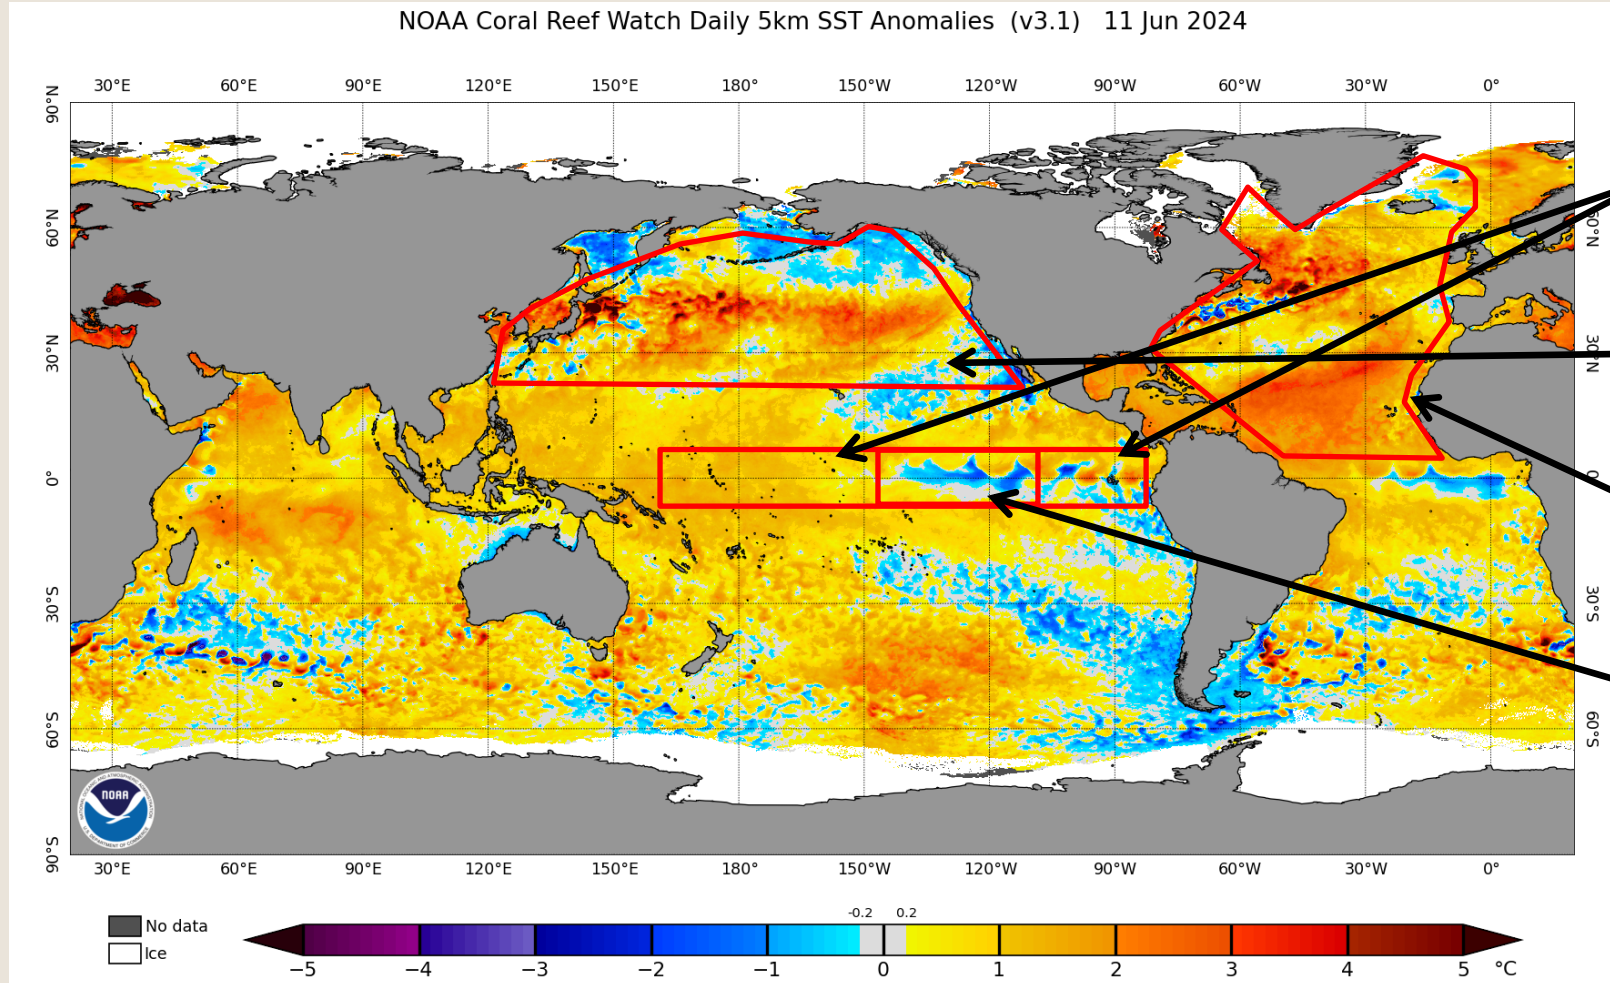 NOAA Coral Reef Watch Daily 5km SST Anomalies (v3.1) 11 Jun 2024
30°E 60°E 90°E 120°E 150°E 180° 150°W 120°W 90°W 60°W 30°W 0°
90°N
60°N 60°N
30°N 30°N
0° 0°
30°S 30°S
60°S 60°S
90°S
NOAA
30°E 60°E 90°E 120°E 150°E 180° 150°W 120°W 90°W 60°W 30°W 0°
-0.2 0.2
No data
Ice
−5 −4 −3 −2 −1 0 1 2 3 4 5 °C